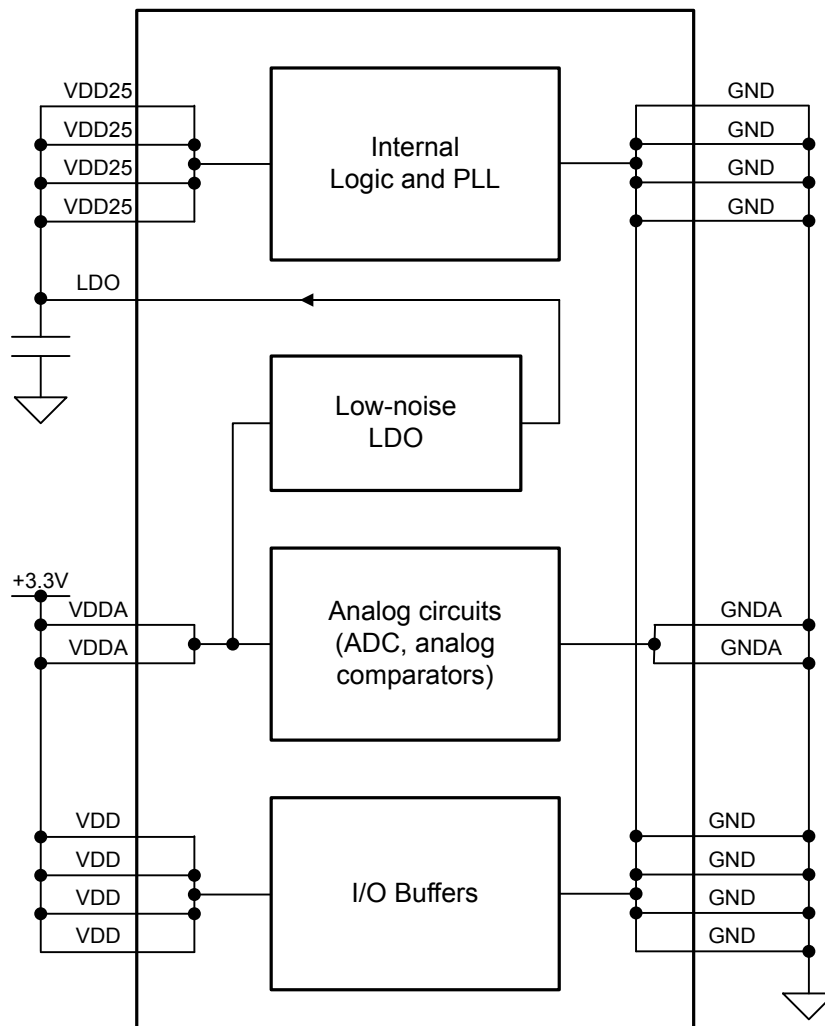 VDD25
VDD25
VDD25
VDD25
Internal
Logic and PLL
GND
GND
GND
GND
LDO
Low-noise
LDO
+3.3V
VDDA
VDDA
Analog circuits
(ADC, analog
comparators)
GNDA
GNDA
VDD
VDD
VDD
VDD
I/O Buffers
GND
GND
GND
GND